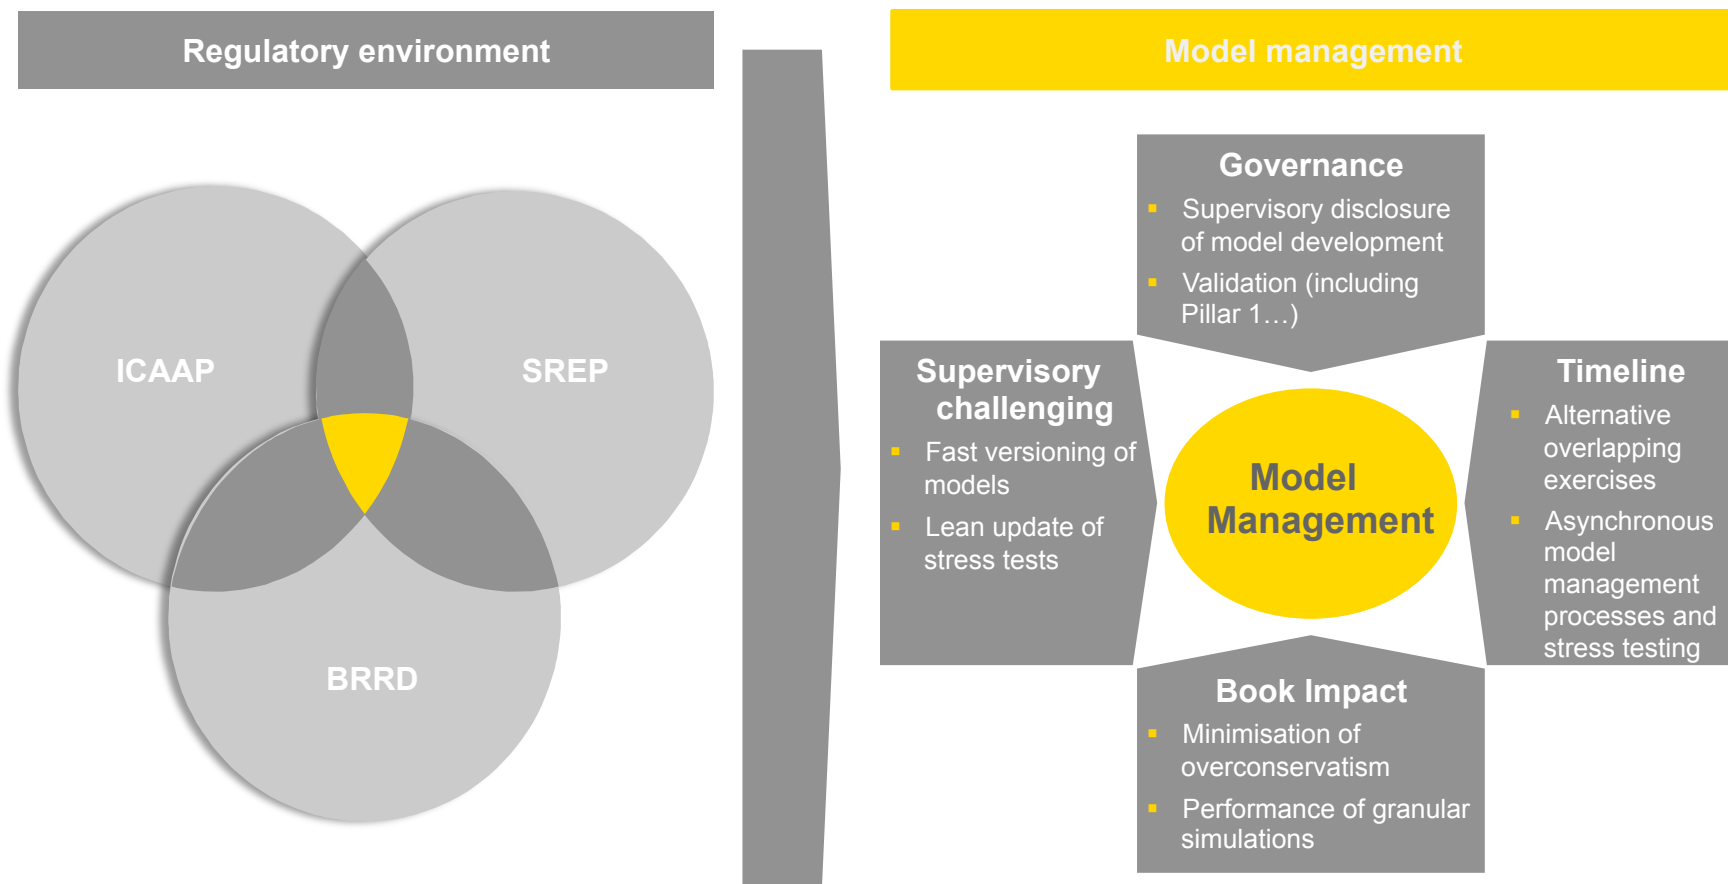 Regulatory environment
Model management
ICAAP
SREP
BRRD
Governance
Supervisory disclosure
of model development
Validation (including
Pillar 1…)
Supervisory
challenging
Fast versioning of
models
Lean update of
stress tests
Model
Management
Timeline
Alternative
overlapping
exercises
Asynchronous
model
management
processes and
stress testing
Book Impact
Minimisation of
overconservatism
Performance of granular
simulations